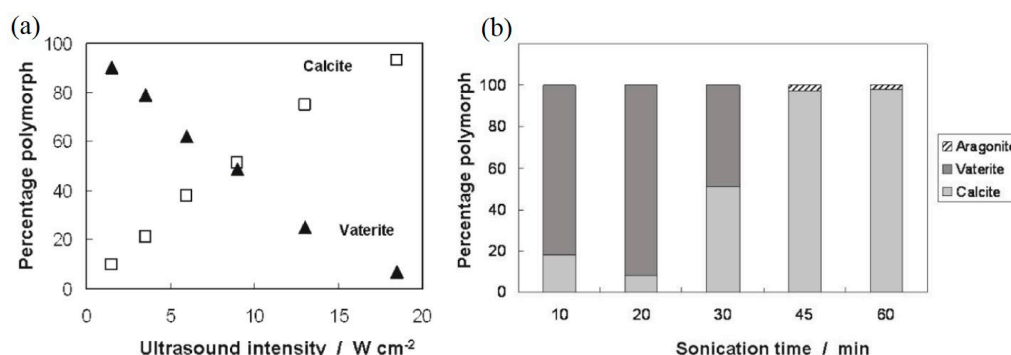 (a)
100
80
60
40
20
0
Percentage polymorph
Calcite
Vaterite
0 5 10 15 20
Ultrasound intensity / W cm⁻²
(b)
100
80
60
40
20
0
Percentage polymorph
10 20 30 45 60
Sonication time / min
Aragonite
Vaterite
Calcite